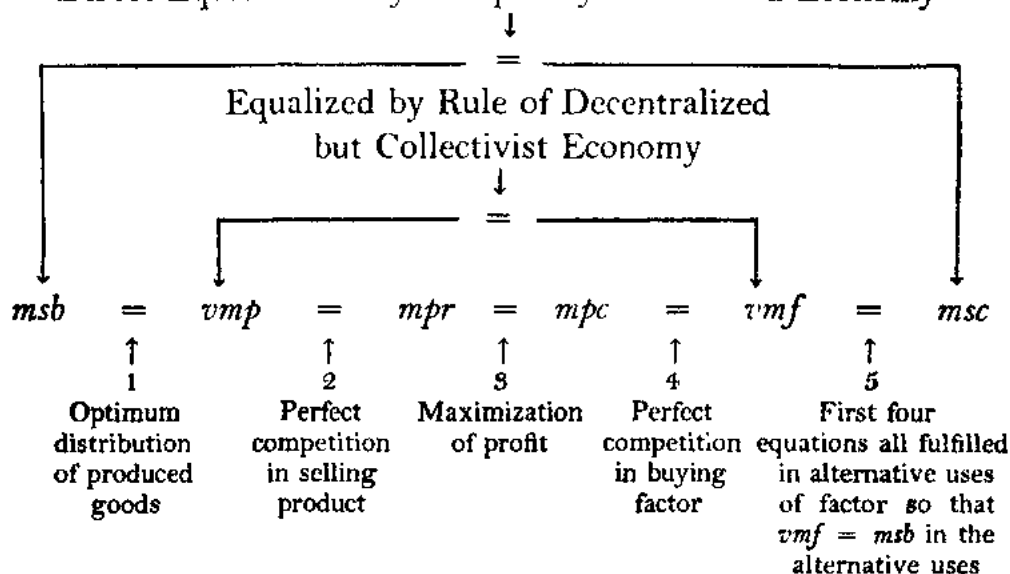 Economy
=
Equalized by Rule of Decentralized
but Collectivist Economy
=
msb = vmp = mpr = mpc = vmf = msc
1 2 3 4 5
Optimum Perfect Maximization Perfect First four
distribution competition of profit competition equations all fulfilled
of produced in selling in buying in alternative uses
goods product factor of factor so that
vmf = msb in the
alternative uses